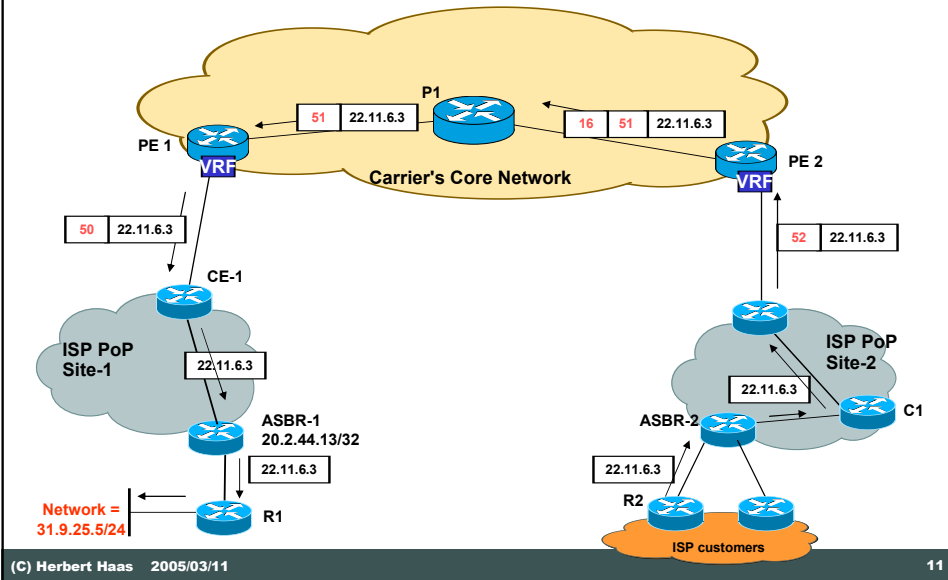 P1
51 22.11.6.3
16 51 22.11.6.3
PE 1
PE 2
VRF
VRF
Carrier's Core Network
50 22.11.6.3
52 22.11.6.3
CE-1
ISP PoP
Site-1
ISP PoP
Site-2
22.11.6.3
22.11.6.3
C1
ASBR-1
20.2.44.13/32
ASBR-2
22.11.6.3
22.11.6.3
Network =
31.9.25.5/24
R1
R2
ISP customers
(C) Herbert Haas 2005/03/11
11